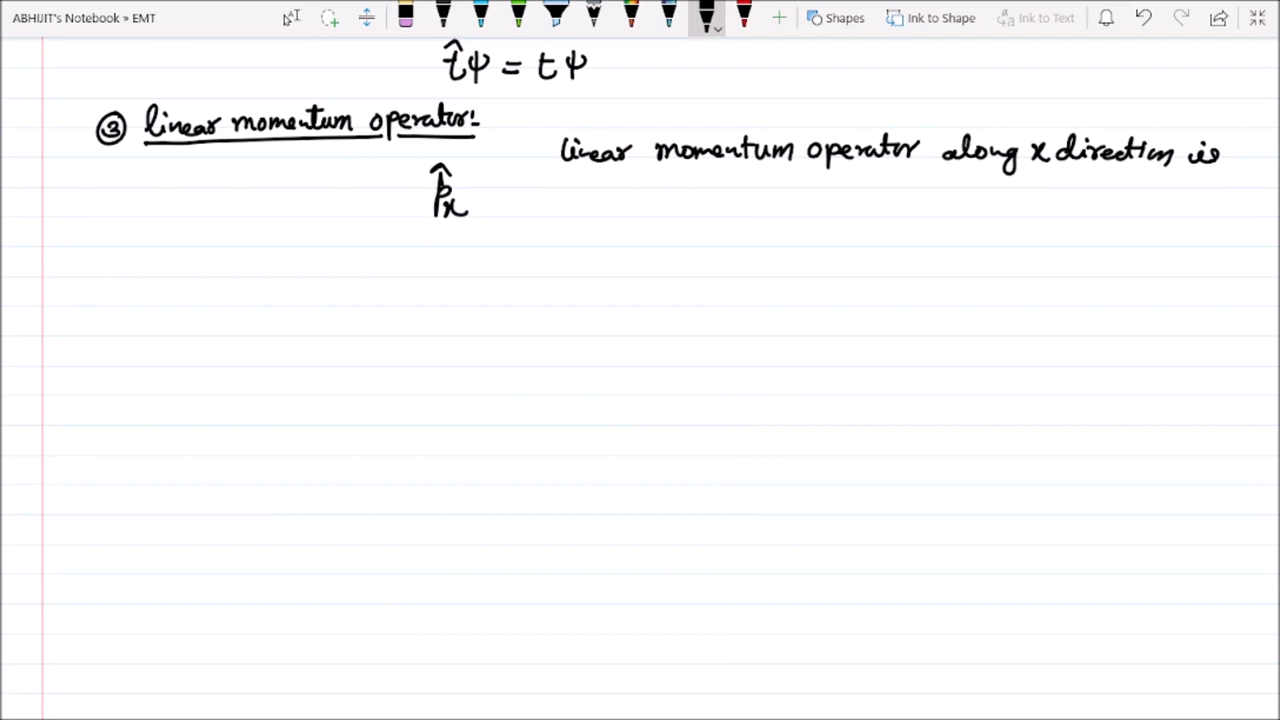 ABHIJIT's Notebook » EMT
Shapes
Ink to Shape
Ink to Text
t̂ψ = tψ
③ linear momentum operator:
linear momentum operator along x direction is
p̂x